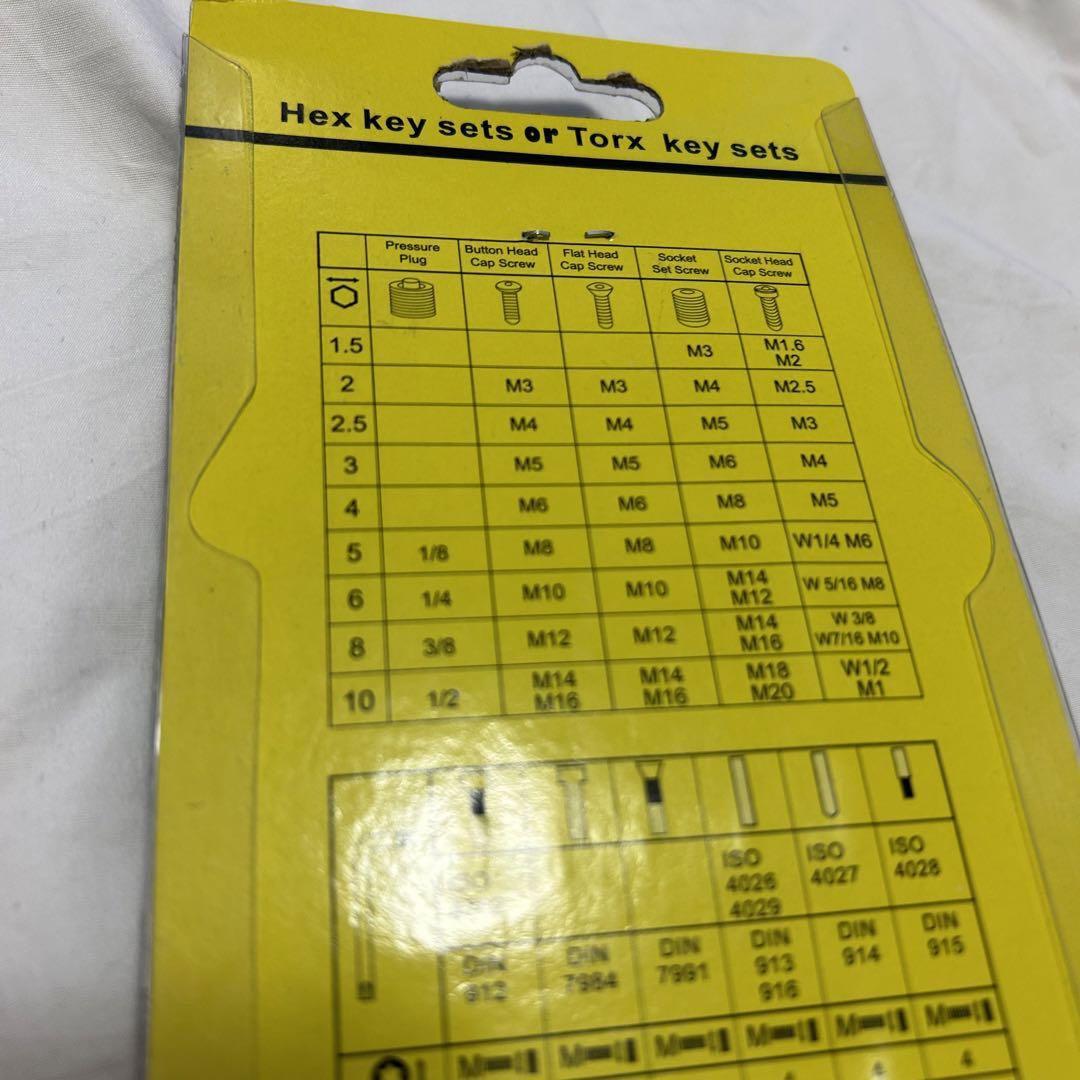 Hex key sets or Torx key sets
Pressure Plug Button Head Cap Screw Flat Head Cap Screw Socket Set Screw Socket Head Cap Screw
1.5 M3 M1.6 M2
2 M3 M3 M4 M2.5
2.5 M4 M4 M5 M3
3 M5 M5 M6 M4
4 M6 M6 M8 M5
5 1/8 M8 M8 M10 W1/4 M6
6 1/4 M10 M10 M14 M12 W 5/16 M8
8 3/8 M12 M12 M14 M16 W 3/8 W7/16 M10
10 1/2 M14 M16 M14 M16 M18 M20 W1/2 M1
ISO 4026 4029 ISO 4027 ISO 4028
DIN 912 DIN 7984 DIN 7991 DIN 913 916 DIN 914 DIN 915
M M M M M M
4 4 4